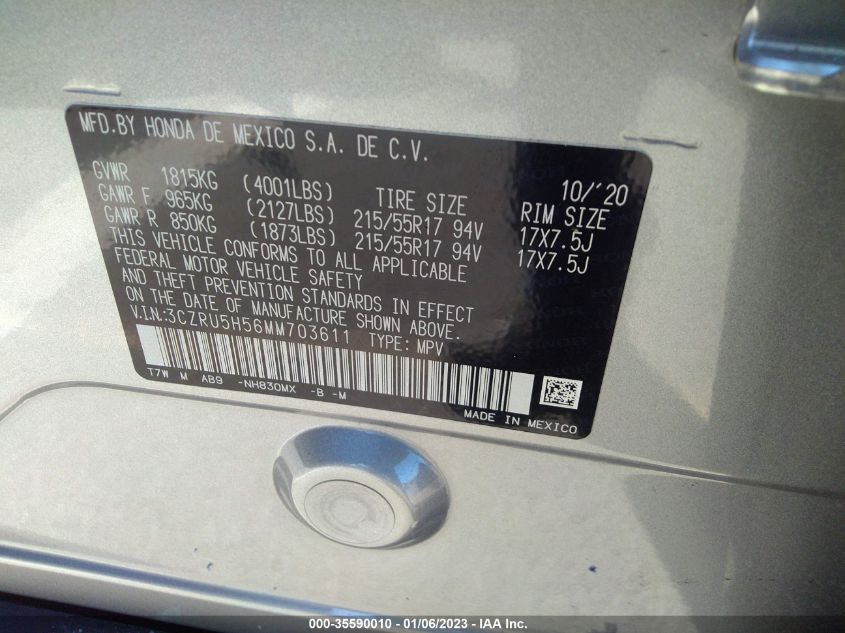 MFD.BY HONDA DE MEXICO S.A. DE C.V.
10/'20
GVWR 1815KG (4001LBS) TIRE SIZE RIM SIZE
GAWR F 965KG (2127LBS) 215/55R17 94V 17X7.5J
GAWR R 850KG (1873LBS) 215/55R17 94V 17X7.5J
THIS VEHICLE CONFORMS TO ALL APPLICABLE
FEDERAL MOTOR VEHICLE SAFETY
AND THEFT PREVENTION STANDARDS IN EFFECT
ON THE DATE OF MANUFACTURE SHOWN ABOVE.
V.I.N.:3CZRU5H56MM703611 TYPE: MPV
T7W M AB9 -NH830MX -B -M
MADE IN MEXICO
000-35590010 — 01/06/2023 — IAA Inc.